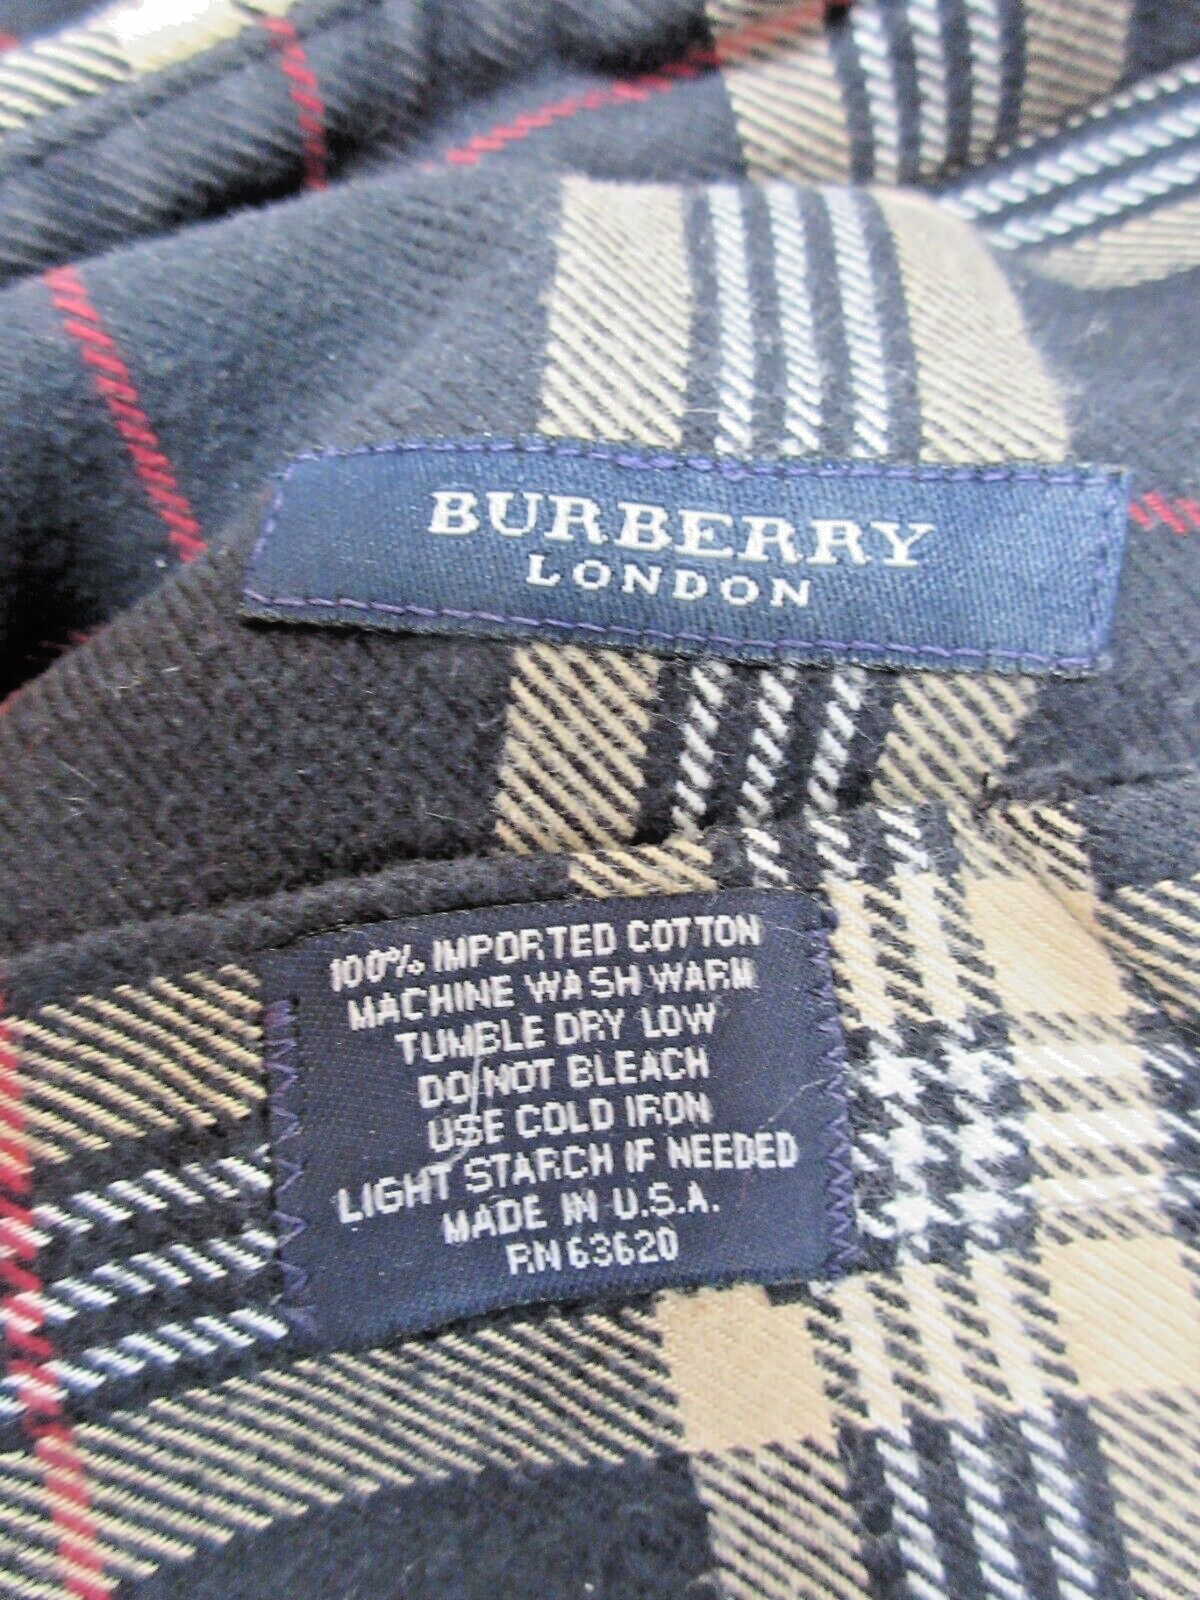 BURBERRY
LONDON
100% IMPORTED COTTON
MACHINE WASH WARM
TUMBLE DRY LOW
DO NOT BLEACH
USE COLD IRON
LIGHT STARCH IF NEEDED
MADE IN U.S.A.
RN 63620